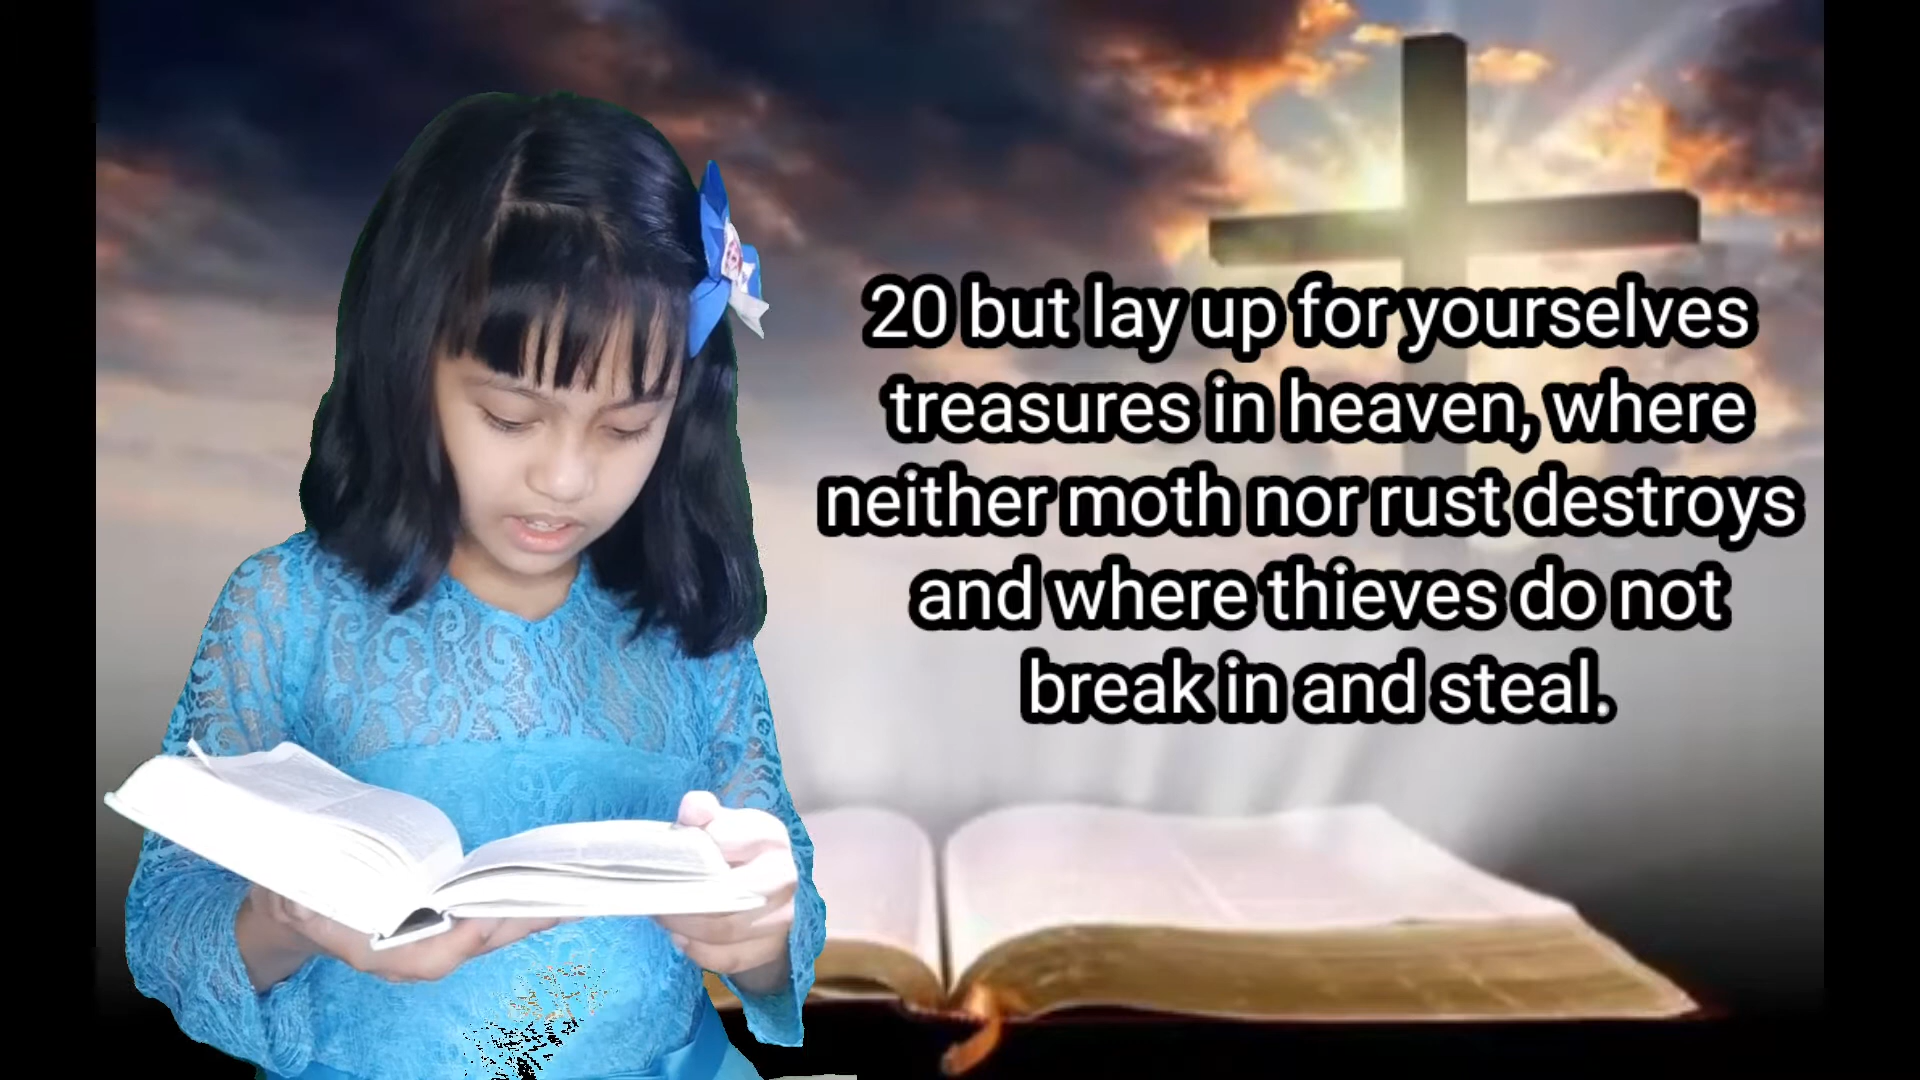 20 but lay up for yourselves
treasures in heaven, where
neither moth nor rust destroys
and where thieves do not
break in and steal.